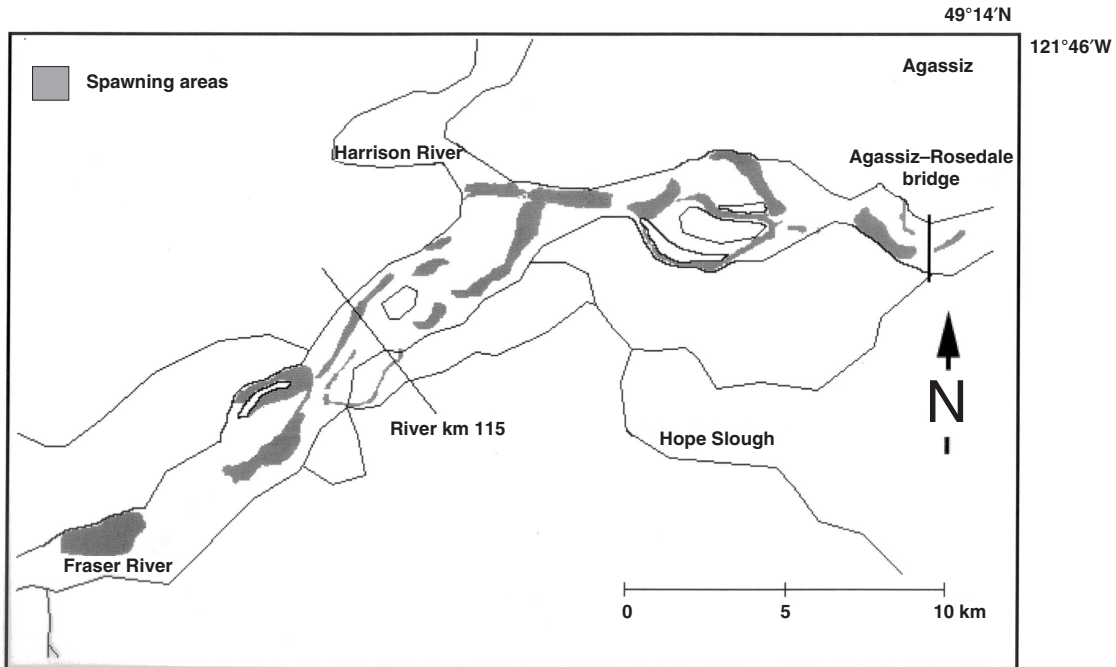 49°14′N
121°46′W
Spawning areas
Agassiz
Harrison River
Agassiz–Rosedale
bridge
N
River km 115
Hope Slough
Fraser River
0 5 10 km